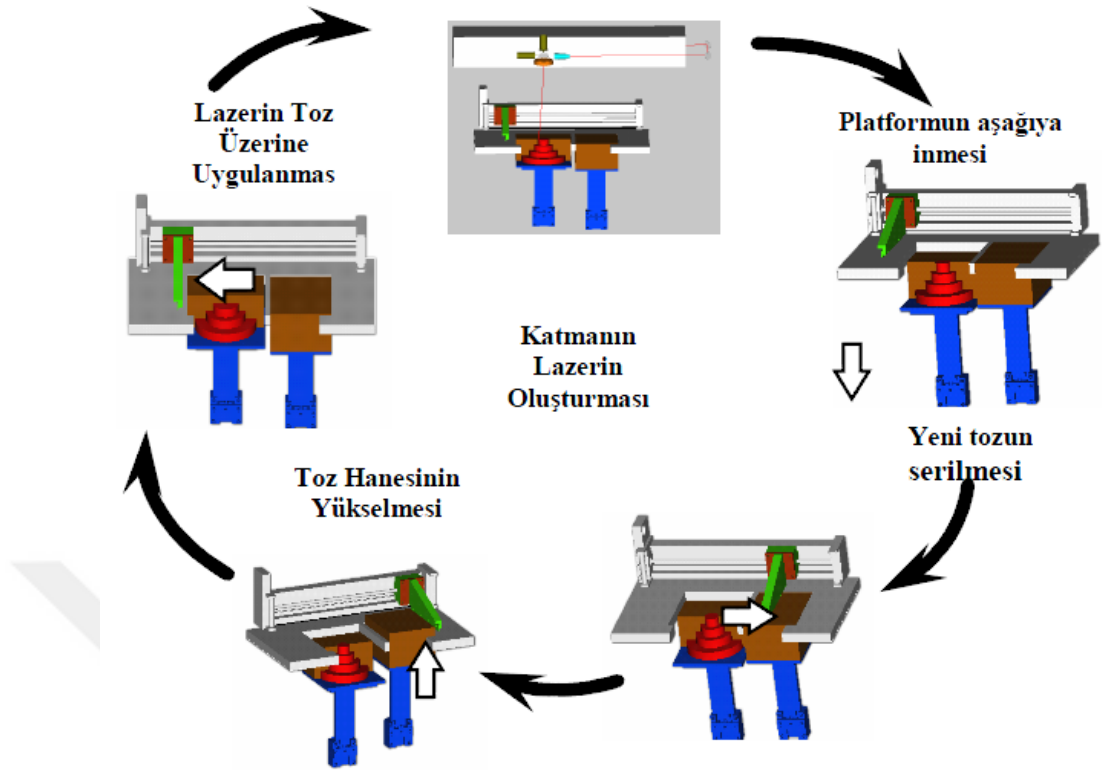 Lazerin Toz
Üzerine
Uygulanmas
Platformun aşağıya
inmesi
Katmanın
Lazerin
Oluşturması
Yeni tozun
serilmesi
Toz Hanesinin
Yükselmesi